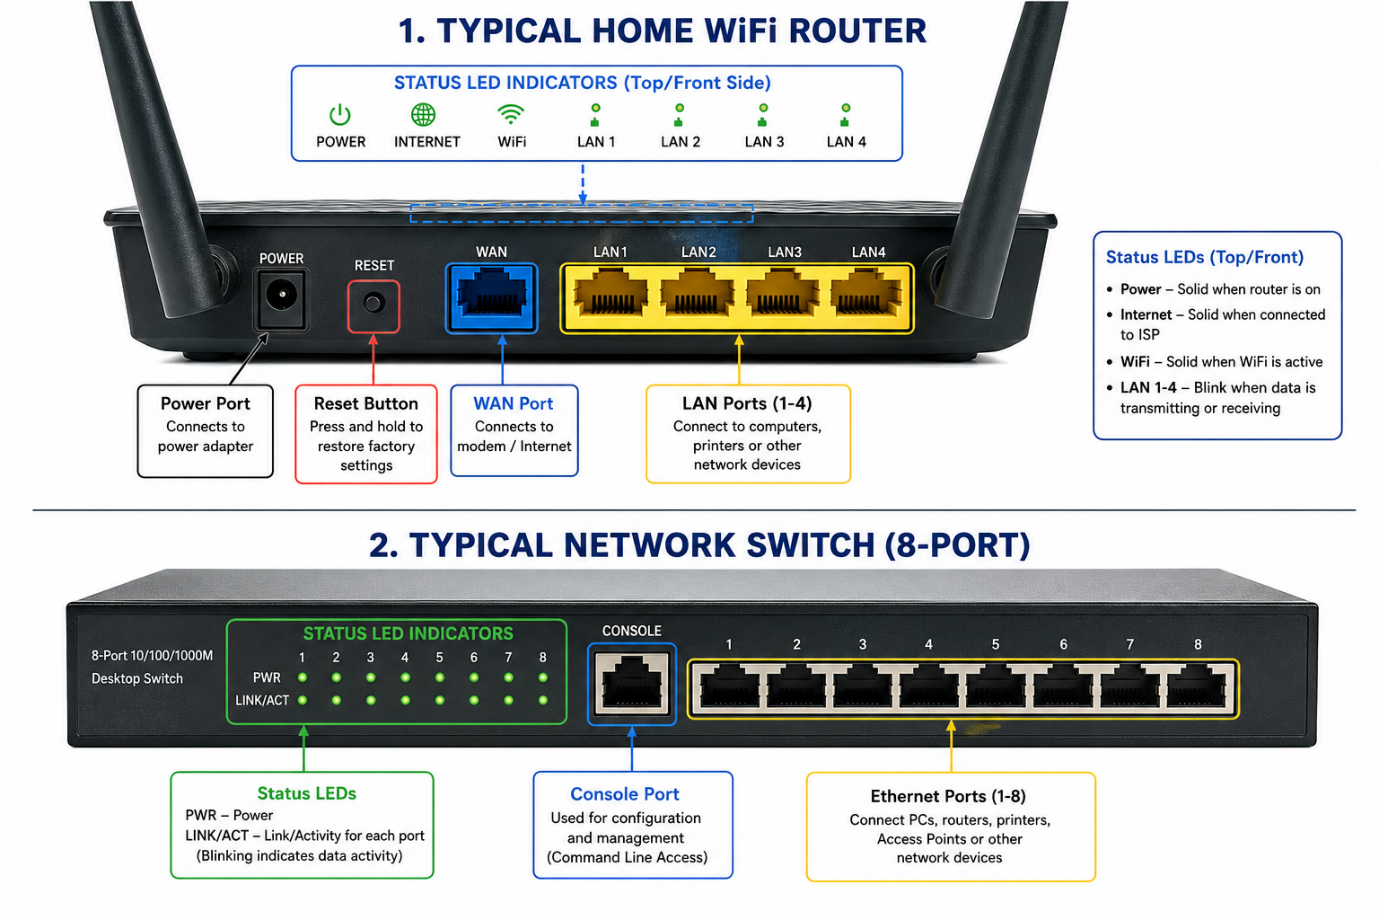 1. TYPICAL HOME WiFi ROUTER
STATUS LED INDICATORS (Top/Front Side)
POWER INTERNET WiFi LAN 1 LAN 2 LAN 3 LAN 4
POWER RESET WAN LAN1 LAN2 LAN3 LAN4
Power Port
Connects to
power adapter
Reset Button
Press and hold to
restore factory
settings
WAN Port
Connects to
modem / Internet
LAN Ports (1-4)
Connect to computers,
printers or other
network devices
Status LEDs (Top/Front)
• Power – Solid when router is on
• Internet – Solid when connected
to ISP
• WiFi – Solid when WiFi is active
• LAN 1-4 – Blink when data is
transmitting or receiving
2. TYPICAL NETWORK SWITCH (8-PORT)
8-Port 10/100/1000M
Desktop Switch
STATUS LED INDICATORS
1 2 3 4 5 6 7 8
PWR
LINK/ACT
CONSOLE
1 2 3 4 5 6 7 8
Status LEDs
PWR – Power
LINK/ACT – Link/Activity for each port
(Blinking indicates data activity)
Console Port
Used for configuration
and management
(Command Line Access)
Ethernet Ports (1-8)
Connect PCs, routers, printers,
Access Points or other
network devices